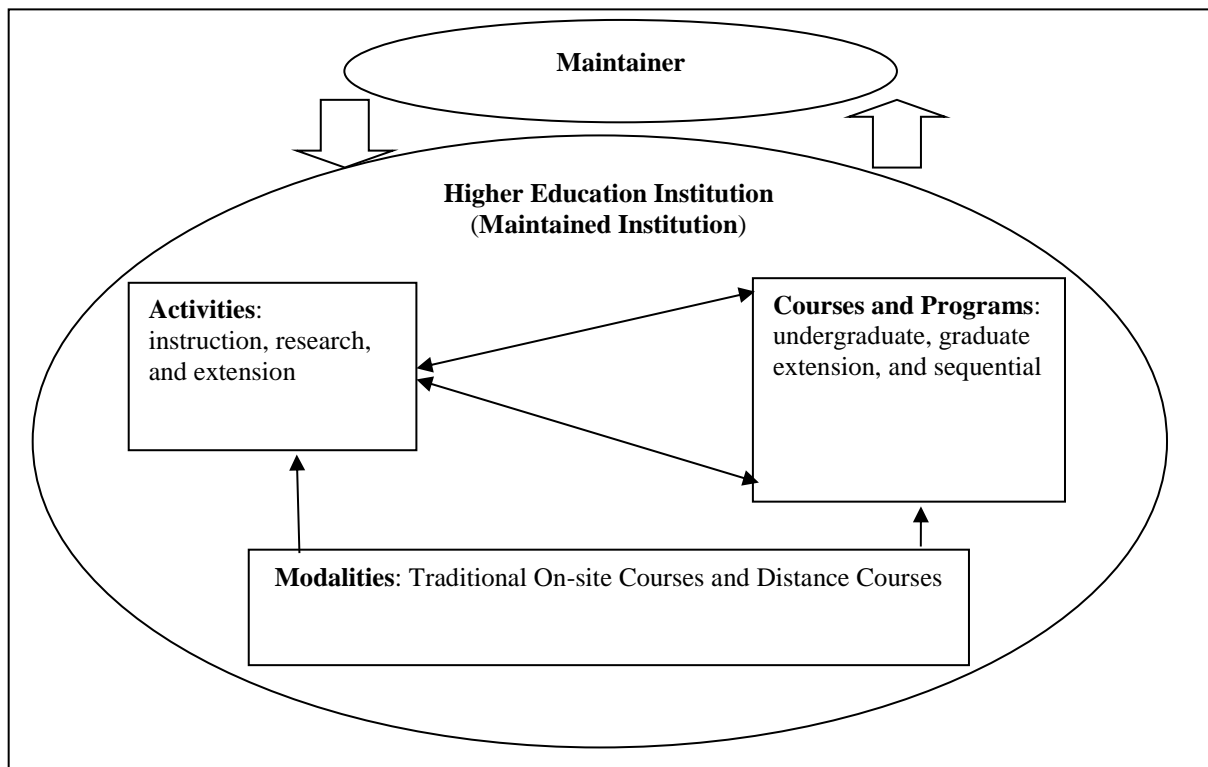 Maintainer
Higher Education Institution
(Maintained Institution)
Activities:
instruction, research,
and extension
Courses and Programs:
undergraduate, graduate
extension, and sequential
Modalities: Traditional On-site Courses and Distance Courses